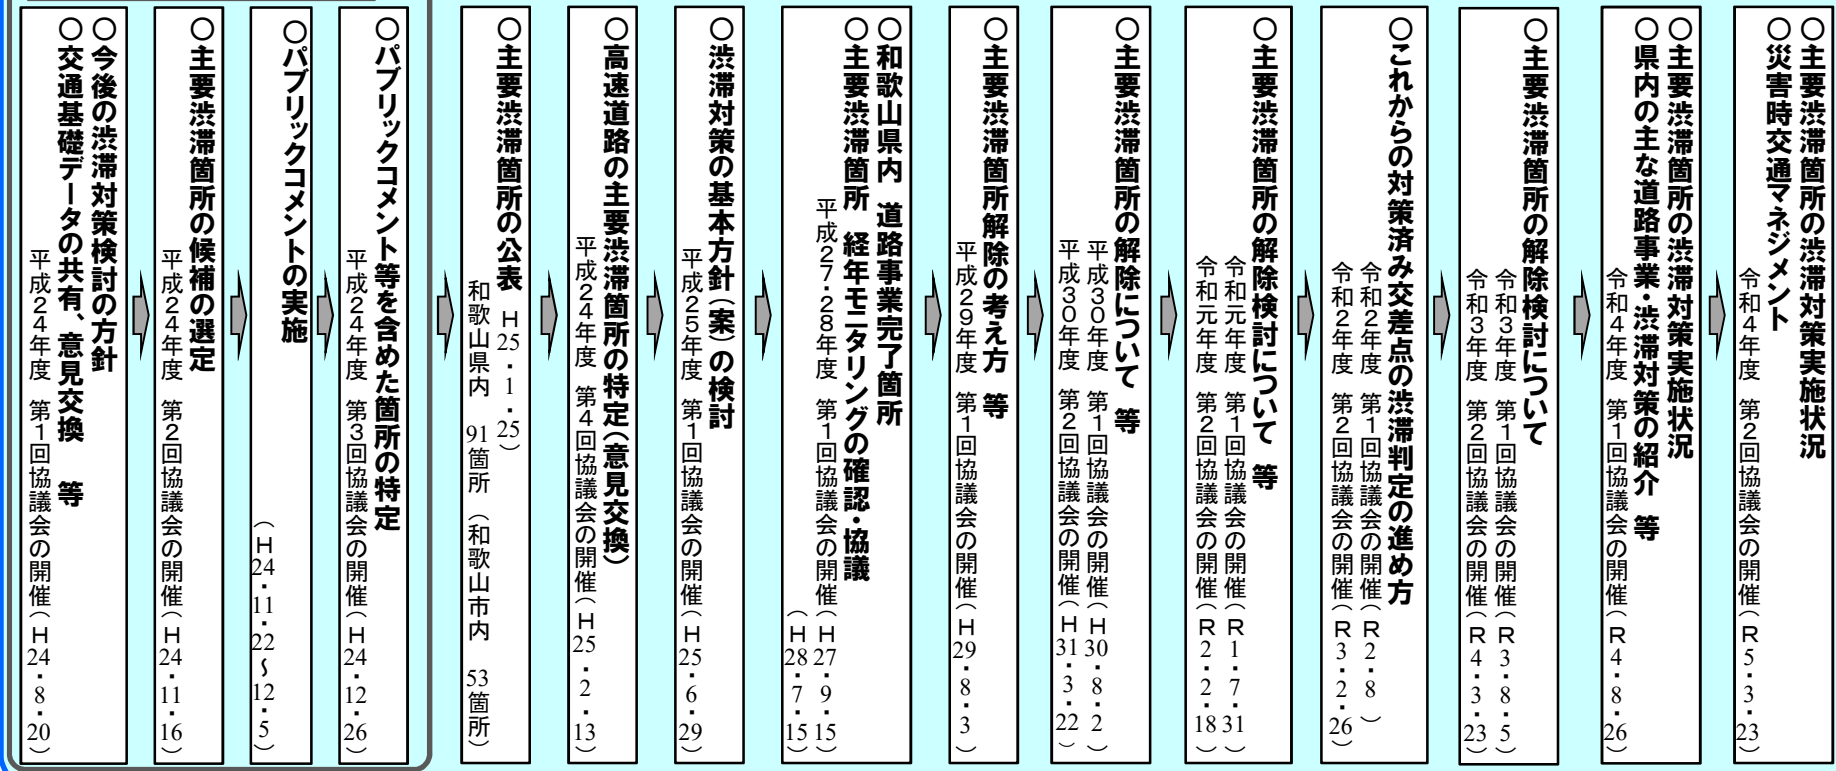 〇今後の渋滞対策検討の方針
〇交通基礎データの共有、意見交換 等
平成24年度 第1回協議会の開催（H24・8・20）
〇主要渋滞箇所の候補の選定
平成24年度 第2回協議会の開催（H24・11・16）
〇パブリックコメントの実施
（H24・11・22～12・5）
〇パブリックコメント等を含めた箇所の特定
平成24年度 第3回協議会の開催（H24・12・26）
〇主要渋滞箇所の公表 H25・1・25）
和歌山県内 91箇所（和歌山市内 53箇所）
〇高速道路の主要渋滞箇所の特定（意見交換）
平成24年度 第4回協議会の開催（H25・2・13）
〇渋滞対策の基本方針（案）の検討
平成25年度 第1回協議会の開催（H25・6・29）
〇和歌山県内 道路事業完了箇所
〇主要渋滞箇所 経年モニタリングの確認・協議
平成27・28年度 第1回協議会の開催（H27・9・15）
（H28・7・15）
〇主要渋滞箇所解除の考え方 等
平成29年度 第1回協議会の開催（H29・8・3）
〇主要渋滞箇所の解除について 等
平成30年度 第1回協議会の開催（H30・8・2）
平成30年度 第2回協議会の開催（H31・3・22）
〇主要渋滞箇所の解除検討について 等
令和元年度 第1回協議会の開催（R1・7・31）
令和元年度 第2回協議会の開催（R2・2・18）
〇これからの対策済み交差点の渋滞判定の進め方
令和2年度 第1回協議会の開催（R2・8 ）
令和2年度 第2回協議会の開催（R3・2・26）
〇主要渋滞箇所の解除検討について
令和3年度 第1回協議会の開催（R3・8・5）
令和3年度 第2回協議会の開催（R4・3・23）
〇主要渋滞箇所の渋滞対策実施状況
〇県内の主な道路事業・渋滞対策の紹介 等
令和4年度 第1回協議会の開催（R4・8・26）
〇主要渋滞箇所の渋滞対策実施状況
〇災害時交通マネジメント
令和4年度 第2回協議会の開催（R5・3・23）